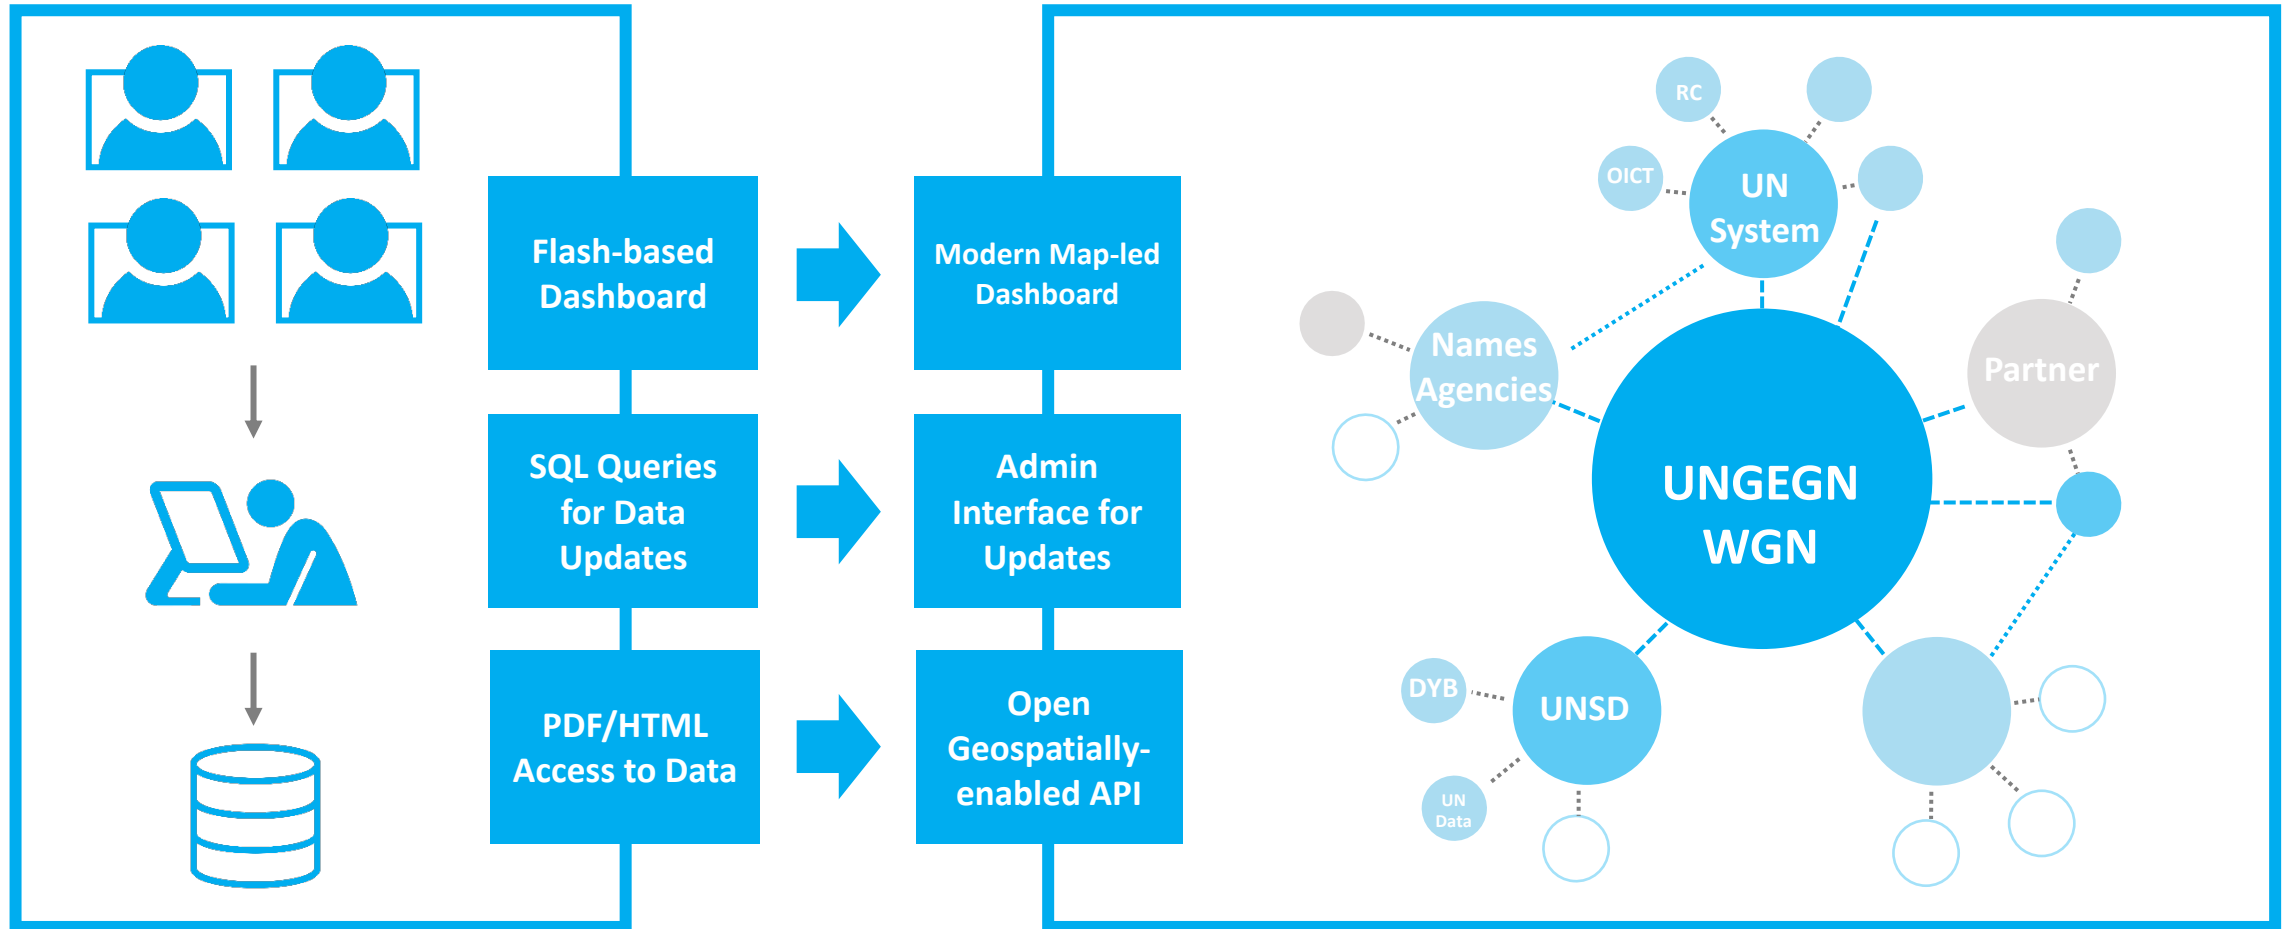 Flash-based
Dashboard
SQL Queries
for Data
Updates
PDF/HTML
Access to Data
Modern Map-led
Dashboard
Admin
Interface for
Updates
Open
Geospatially-
enabled API
RC
OICT
UN
System
Names
Agencies
Partner
UNGEGN
WGN
DYB
UNSD
UN
Data